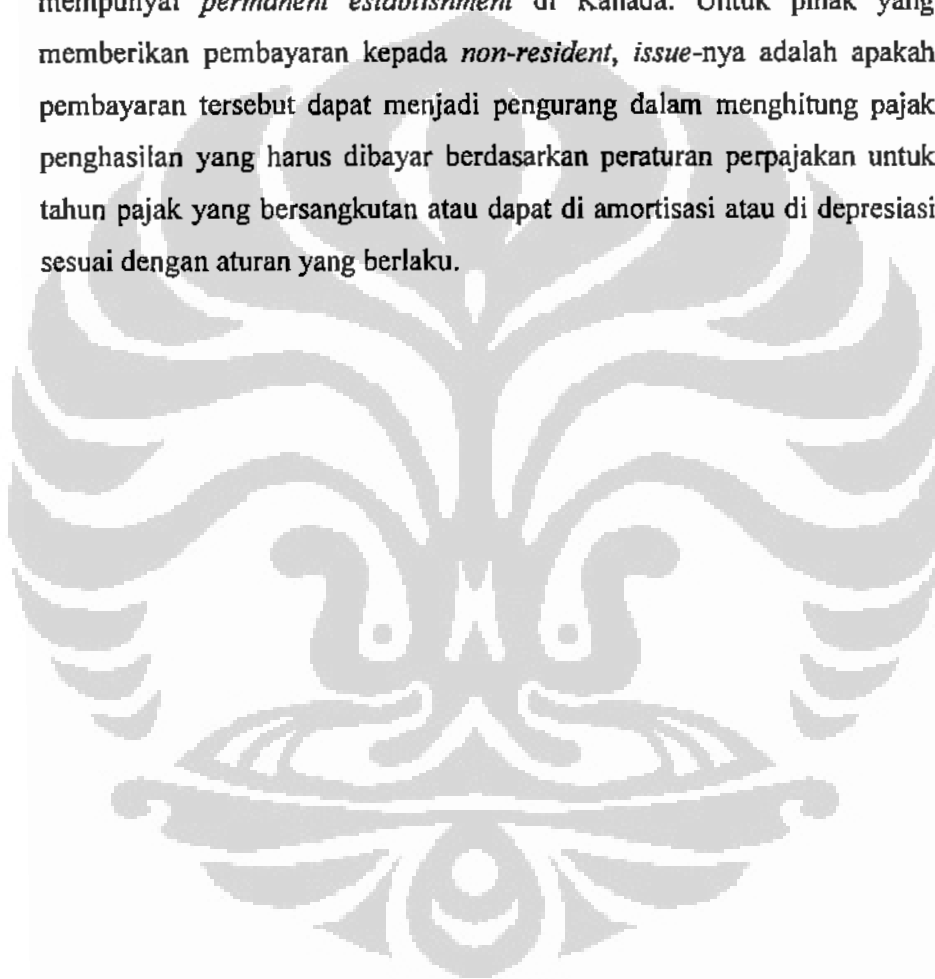 mempunyai permanent establishment di Kanada. Untuk pihak yang
memberikan pembayaran kepada non-resident, issue-nya adalah apakah
pembayaran tersebut dapat menjadi pengurang dalam menghitung pajak
penghasilan yang harus dibayar berdasarkan peraturan perpajakan untuk
tahun pajak yang bersangkutan atau dapat di amortisasi atau di depresiasi
sesuai dengan aturan yang berlaku.